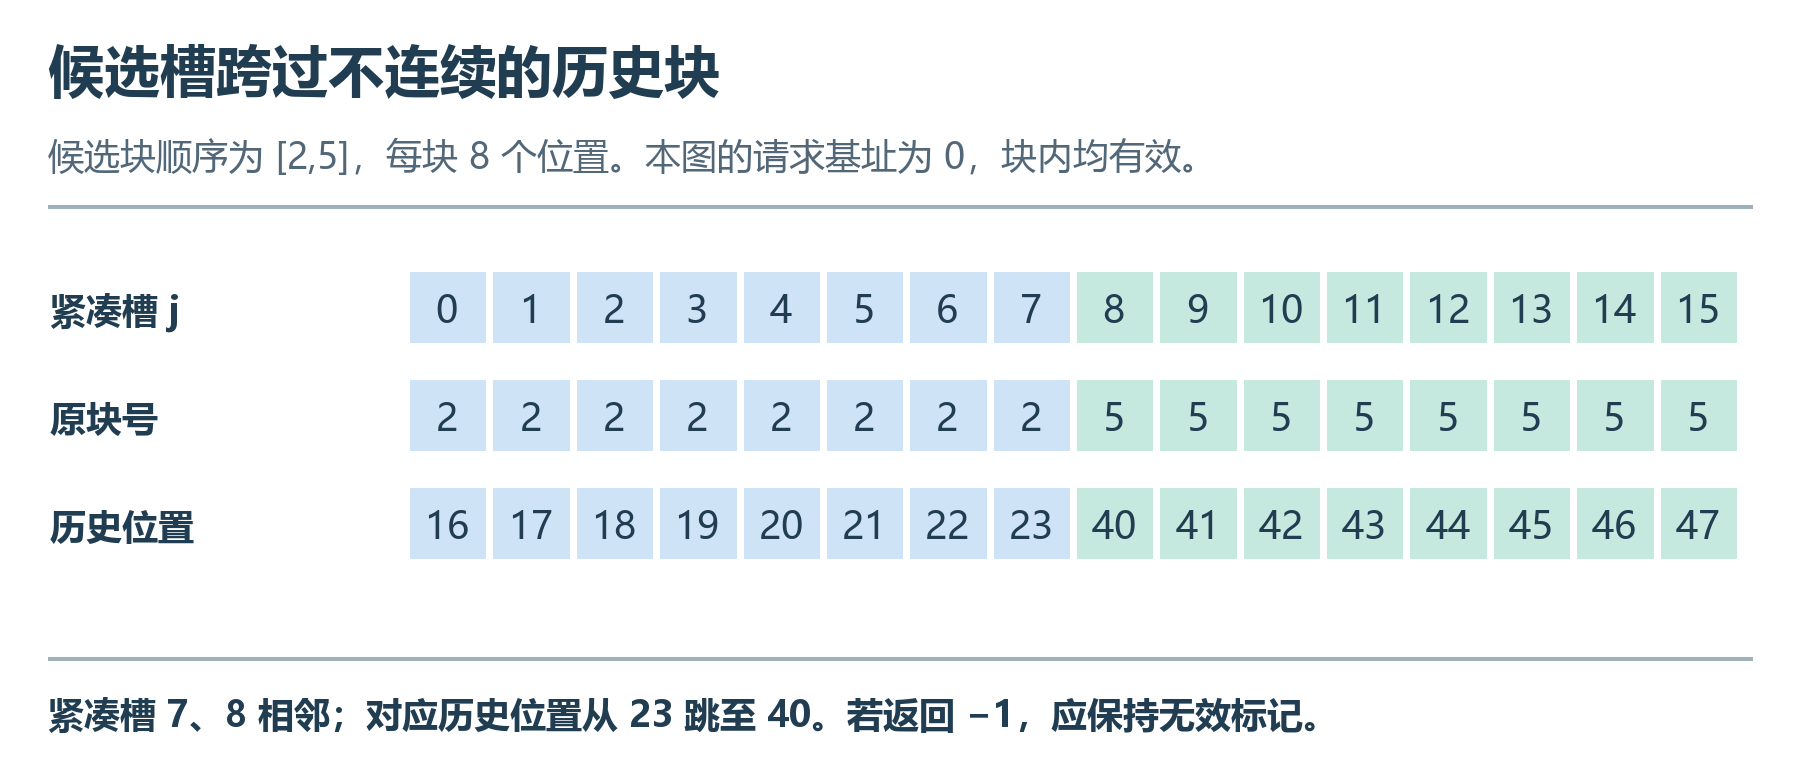 候选槽跨过不连续的历史块
候选块顺序为 [2,5]，每块 8 个位置。本图的请求基址为 0，块内均有效。
紧凑槽 j 0 1 2 3 4 5 6 7 8 9 10 11 12 13 14 15
原块号 2 2 2 2 2 2 2 2 5 5 5 5 5 5 5 5
历史位置 16 17 18 19 20 21 22 23 40 41 42 43 44 45 46 47
紧凑槽 7、8 相邻；对应历史位置从 23 跳至 40。若返回 −1，应保持无效标记。